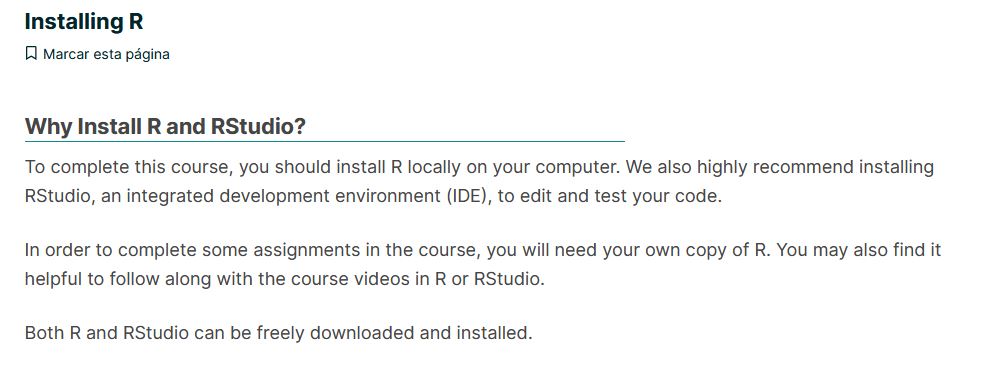 Installing R
Marcar esta página
Why Install R and RStudio?
To complete this course, you should install R locally on your computer. We also highly recommend installing
RStudio, an integrated development environment (IDE), to edit and test your code.
In order to complete some assignments in the course, you will need your own copy of R. You may also find it
helpful to follow along with the course videos in R or RStudio.
Both R and RStudio can be freely downloaded and installed.